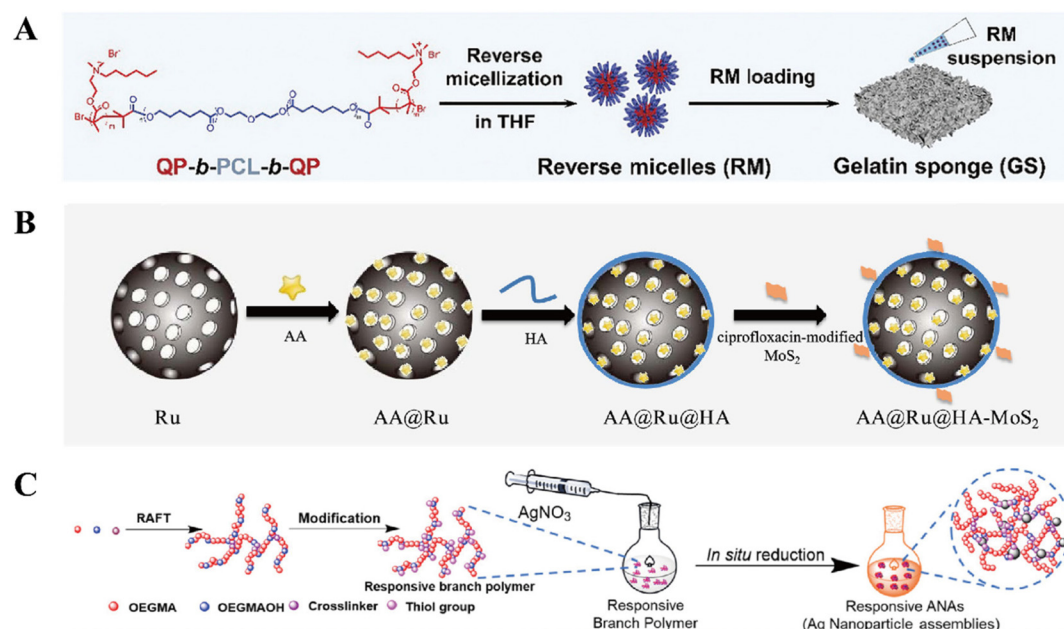 A
Br⁻
N⁺
Br⁻
N⁺
Reverse
micellization
in THF
RM loading
RM
suspension
QP-b-PCL-b-QP
Reverse micelles (RM)
Gelatin sponge (GS)
B
AA
HA
ciprofloxacin-modified
MoS₂
Ru
AA@Ru
AA@Ru@HA
AA@Ru@HA-MoS₂
C
AgNO₃
RAFT
Modification
In situ reduction
Responsive branch polymer
OEGMA
OEGMAOH
Crosslinker
Thiol group
Responsive
Branch Polymer
Responsive ANAs
(Ag Nanoparticle assemblies)